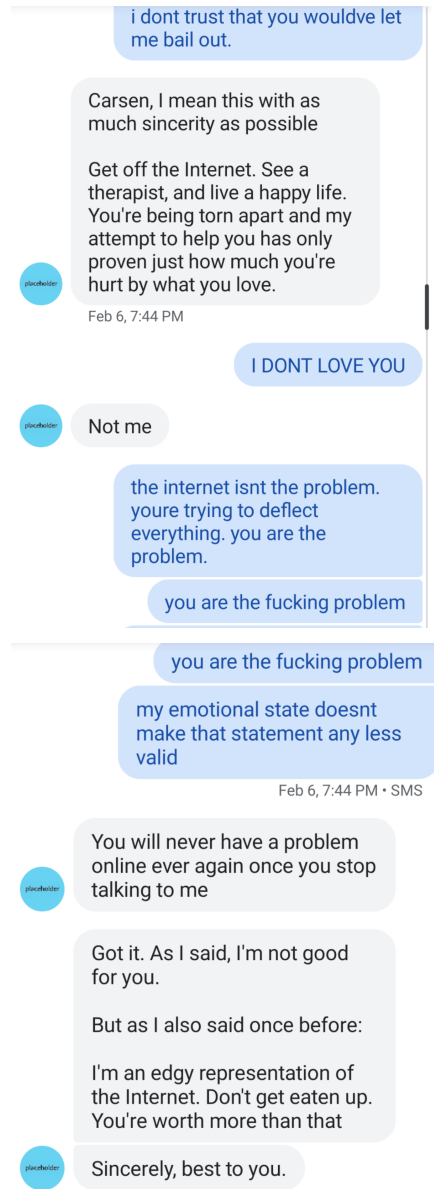 i dont trust that you wouldve let
me bail out.
Carsen, I mean this with as
much sincerity as possible
Get off the Internet. See a
therapist, and live a happy life.
You're being torn apart and my
attempt to help you has only
proven just how much you're
hurt by what you love.
placeholder
Feb 6, 7:44 PM
I DONT LOVE YOU
placeholder
Not me
the internet isnt the problem.
youre trying to deflect
everything. you are the
problem.
you are the fucking problem
you are the fucking problem
my emotional state doesnt
make that statement any less
valid
Feb 6, 7:44 PM • SMS
You will never have a problem
online ever again once you stop
talking to me
placeholder
Got it. As I said, I'm not good
for you.
But as I also said once before:
I'm an edgy representation of
the Internet. Don't get eaten up.
You're worth more than that
placeholder
Sincerely, best to you.